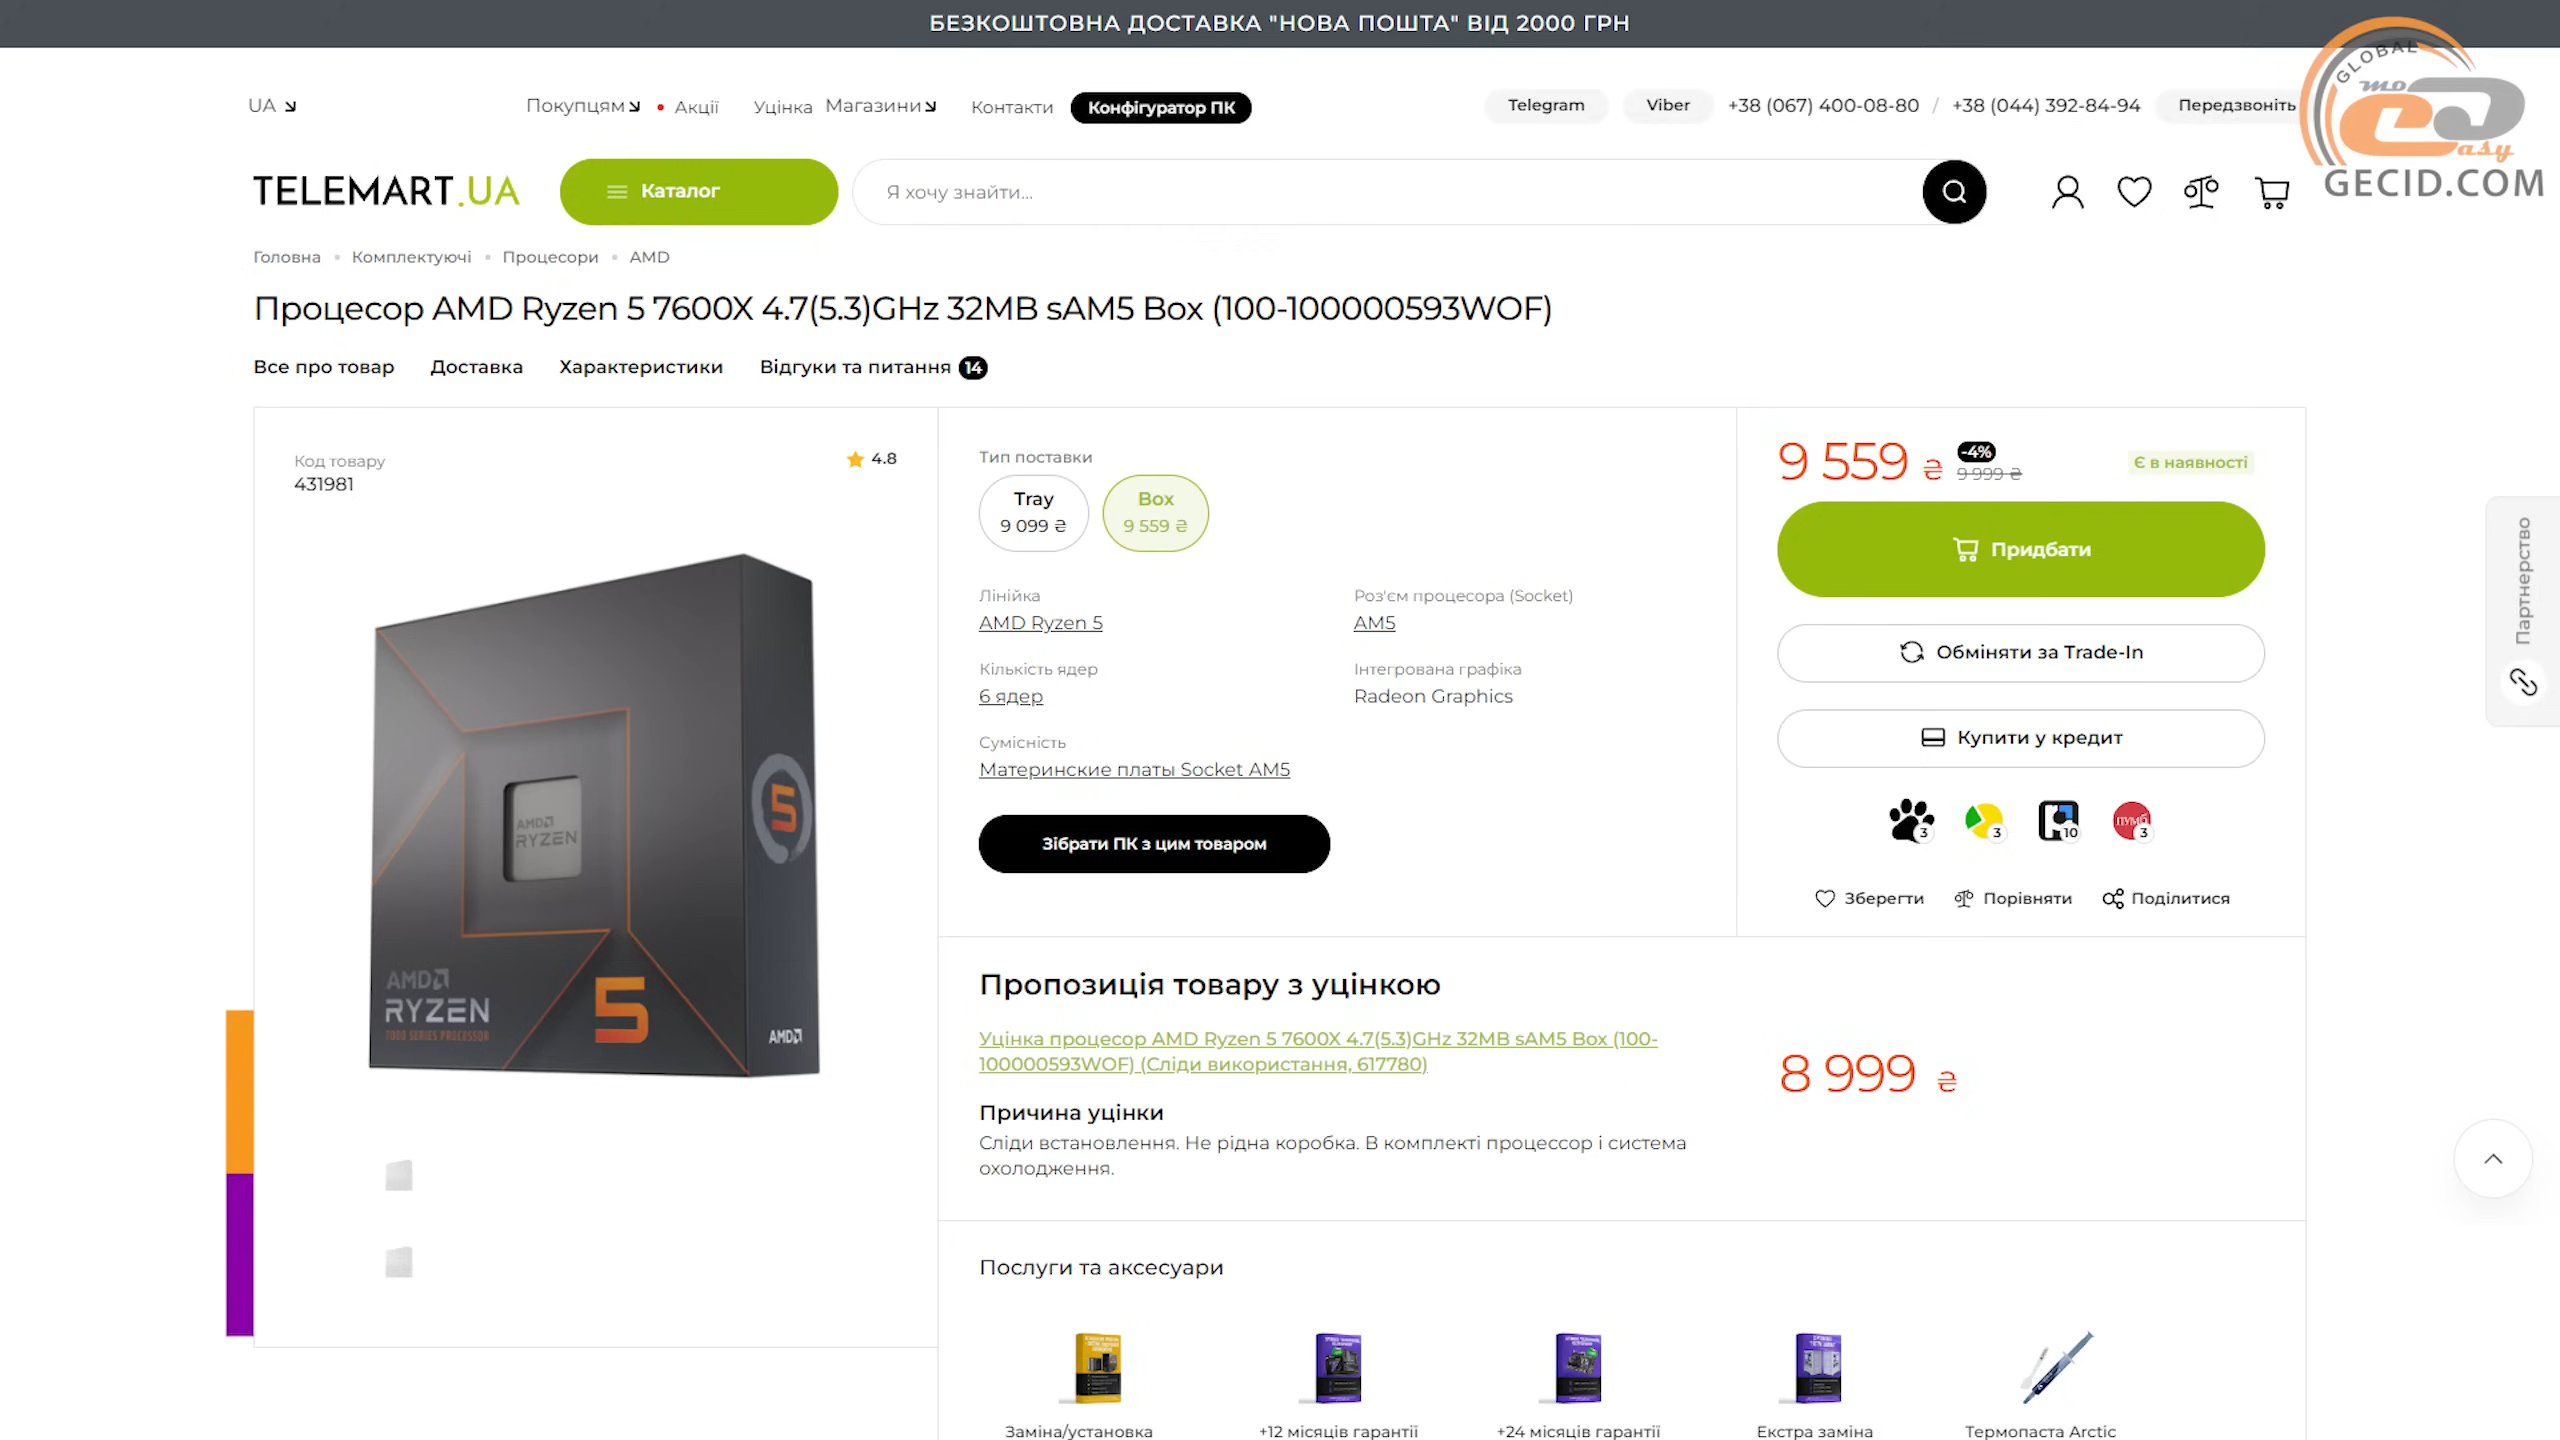 БЕЗКОШТОВНА ДОСТАВКА "НОВА ПОШТА" ВІД 2000 ГРН
GLOBAL
mo
easy
GECID.COM
UA
Покупцям
Акції
Уцінка
Магазини
Контакти
Конфігуратор ПК
Telegram
Viber
+38 (067) 400-08-80 / +38 (044) 392-84-94
Передзвоніть
TELEMART.UA
Каталог
Я хочу знайти...
Головна
Комплектуючі
Процесори
AMD
Процесор AMD Ryzen 5 7600X 4.7(5.3)GHz 32MB sAM5 Box (100-100000593WOF)
Все про товар
Доставка
Характеристики
Відгуки та питання 14
Код товару
431981
4.8
AMD
RYZEN
5
AMD
RYZEN
7000 SERIES PROCESSOR
5
AMD
Тип поставки
Tray
9 099 ₴
Box
9 559 ₴
Лінійка
AMD Ryzen 5
Роз'єм процесора (Socket)
AM5
Кількість ядер
6 ядер
Інтегрована графіка
Radeon Graphics
Сумісність
Материнские платы Socket AM5
Зібрати ПК з цим товаром
9 559 ₴
-4%
9 999 ₴
Є в наявності
Придбати
Обміняти за Trade-In
Купити у кредит
3
3
10
ПУМБ
3
Зберегти
Порівняти
Поділитися
Партнерство
Пропозиція товару з уцінкою
Уцінка процесор AMD Ryzen 5 7600X 4.7(5.3)GHz 32MB sAM5 Box (100-
100000593WOF) (Сліди використання, 617780)
8 999 ₴
Причина уцінки
Сліди встановлення. Не рідна коробка. В комплекті процессор і система
охолодження.
Послуги та аксесуари
Заміна/установка
+12 місяців гарантії
+24 місяців гарантії
Екстра заміна
Термопаста Arctic